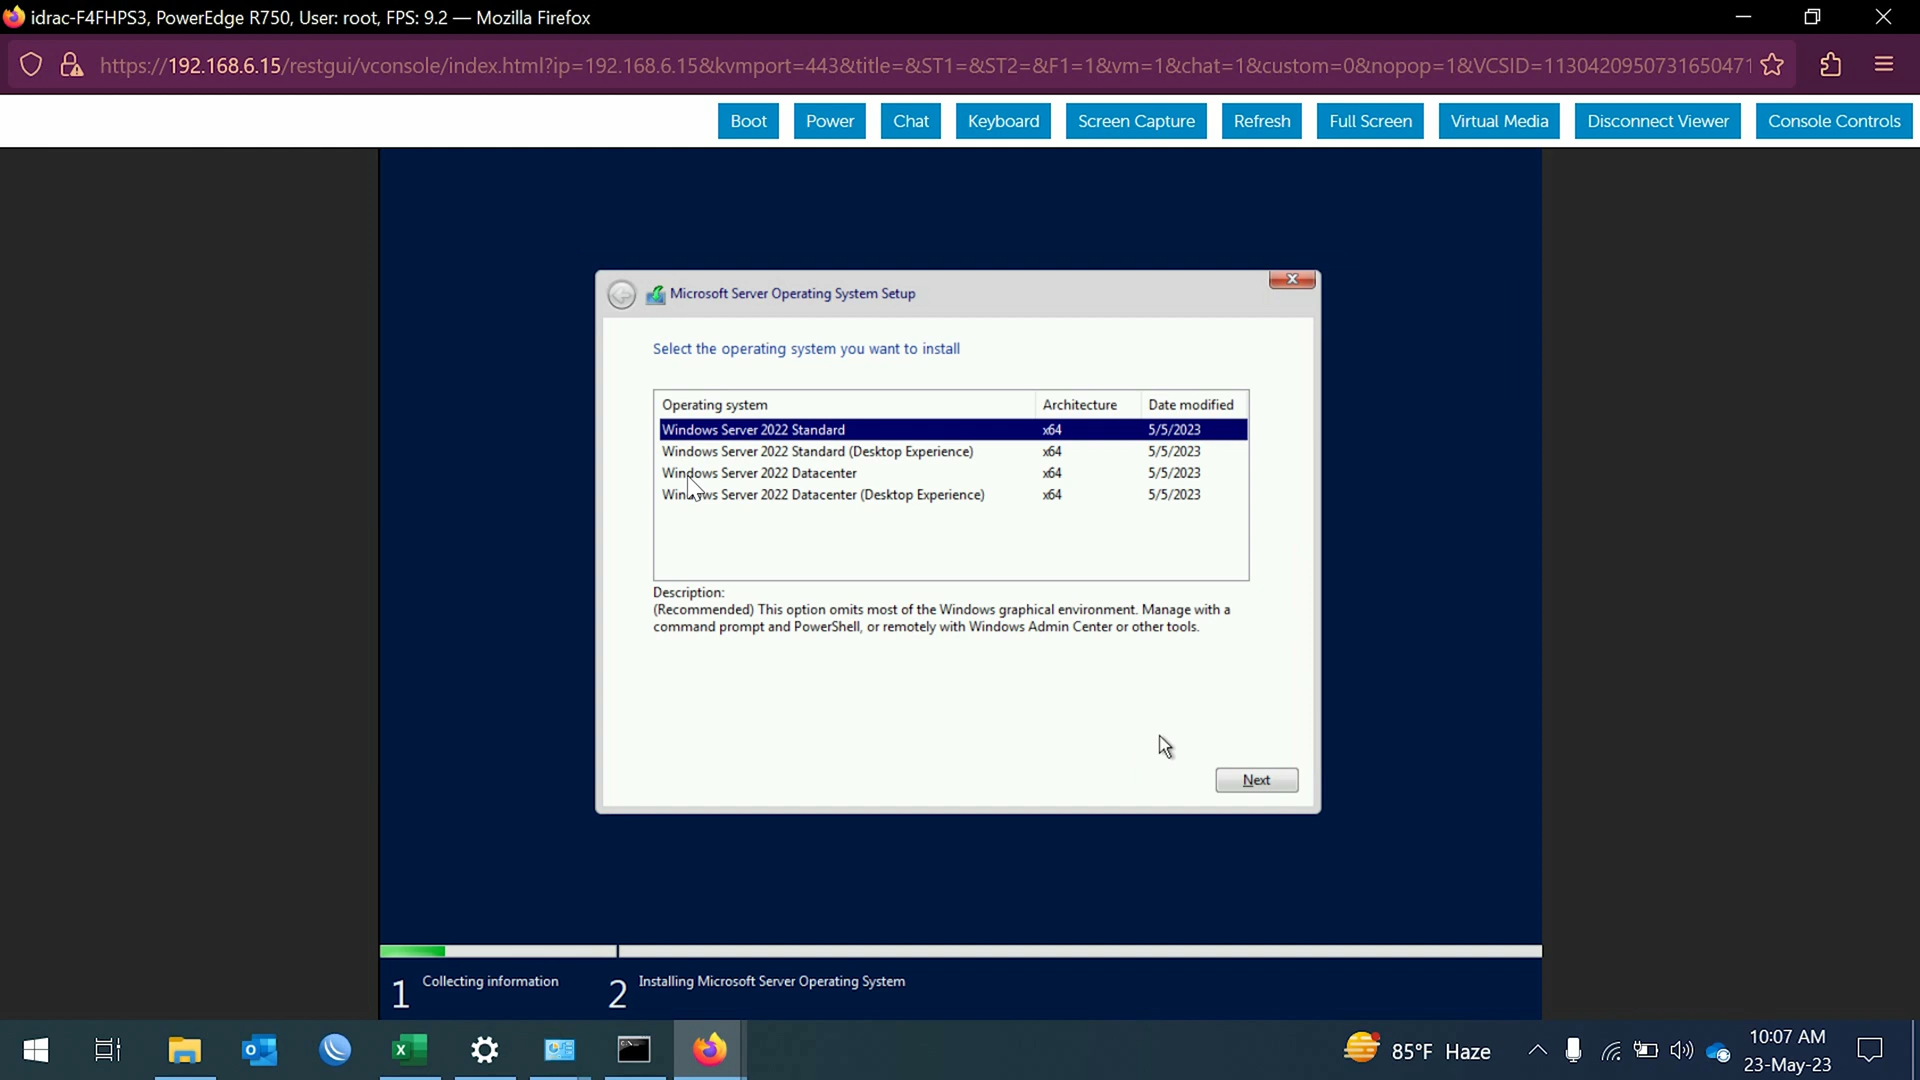 idrac-F4FHPS3, PowerEdge R750, User: root, FPS: 9.2 — Mozilla Firefox
https://192.168.6.15/restgui/vconsole/index.html?ip=192.168.6.15&kvmport=443&title=&ST1=&ST2=&F1=1&vm=1&chat=1&custom=0&nopop=1&VCSID=1130420950731650471
Boot Power Chat Keyboard Screen Capture Refresh Full Screen Virtual Media Disconnect Viewer Console Controls
Microsoft Server Operating System Setup
Select the operating system you want to install
Operating system Architecture Date modified
Windows Server 2022 Standard x64 5/5/2023
Windows Server 2022 Standard (Desktop Experience) x64 5/5/2023
Windows Server 2022 Datacenter x64 5/5/2023
Windows Server 2022 Datacenter (Desktop Experience) x64 5/5/2023
Description:
(Recommended) This option omits most of the Windows graphical environment. Manage with a
command prompt and PowerShell, or remotely with Windows Admin Center or other tools.
Next
1 Collecting information 2 Installing Microsoft Server Operating System
85°F Haze
10:07 AM
23-May-23